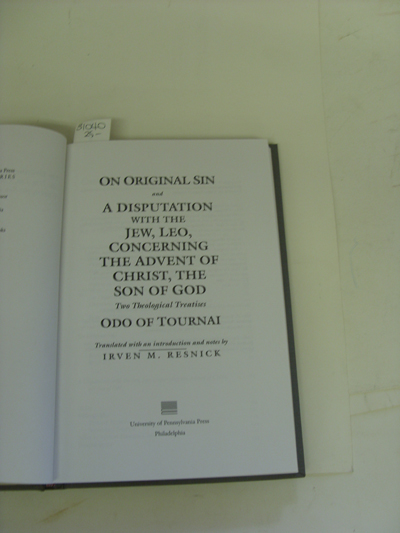 ON ORIGINAL SIN
and
A DISPUTATION
WITH THE
JEW, LEO,
CONCERNING
THE ADVENT OF
CHRIST, THE
SON OF GOD
Two Theological Treatises
ODO OF TOURNAI
Translated with an introduction and notes by
IRVEN M. RESNICK
University of Pennsylvania Press
Philadelphia